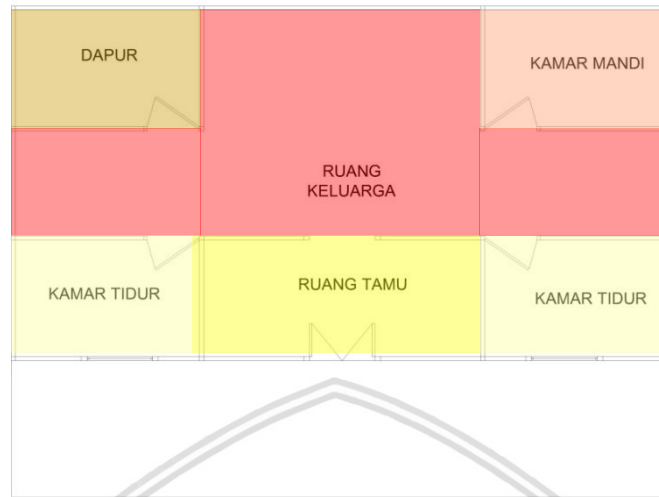 DAPUR
KAMAR MANDI
RUANG
KELUARGA
KAMAR TIDUR
RUANG TAMU
KAMAR TIDUR